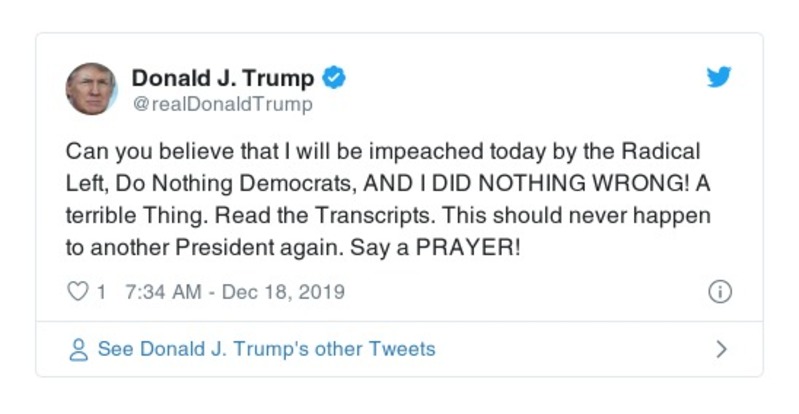 Donald J. Trump
@realDonaldTrump
Can you believe that I will be impeached today by the Radical
Left, Do Nothing Democrats, AND I DID NOTHING WRONG! A
terrible Thing. Read the Transcripts. This should never happen
to another President again. Say a PRAYER!
1 7:34 AM - Dec 18, 2019
See Donald J. Trump's other Tweets